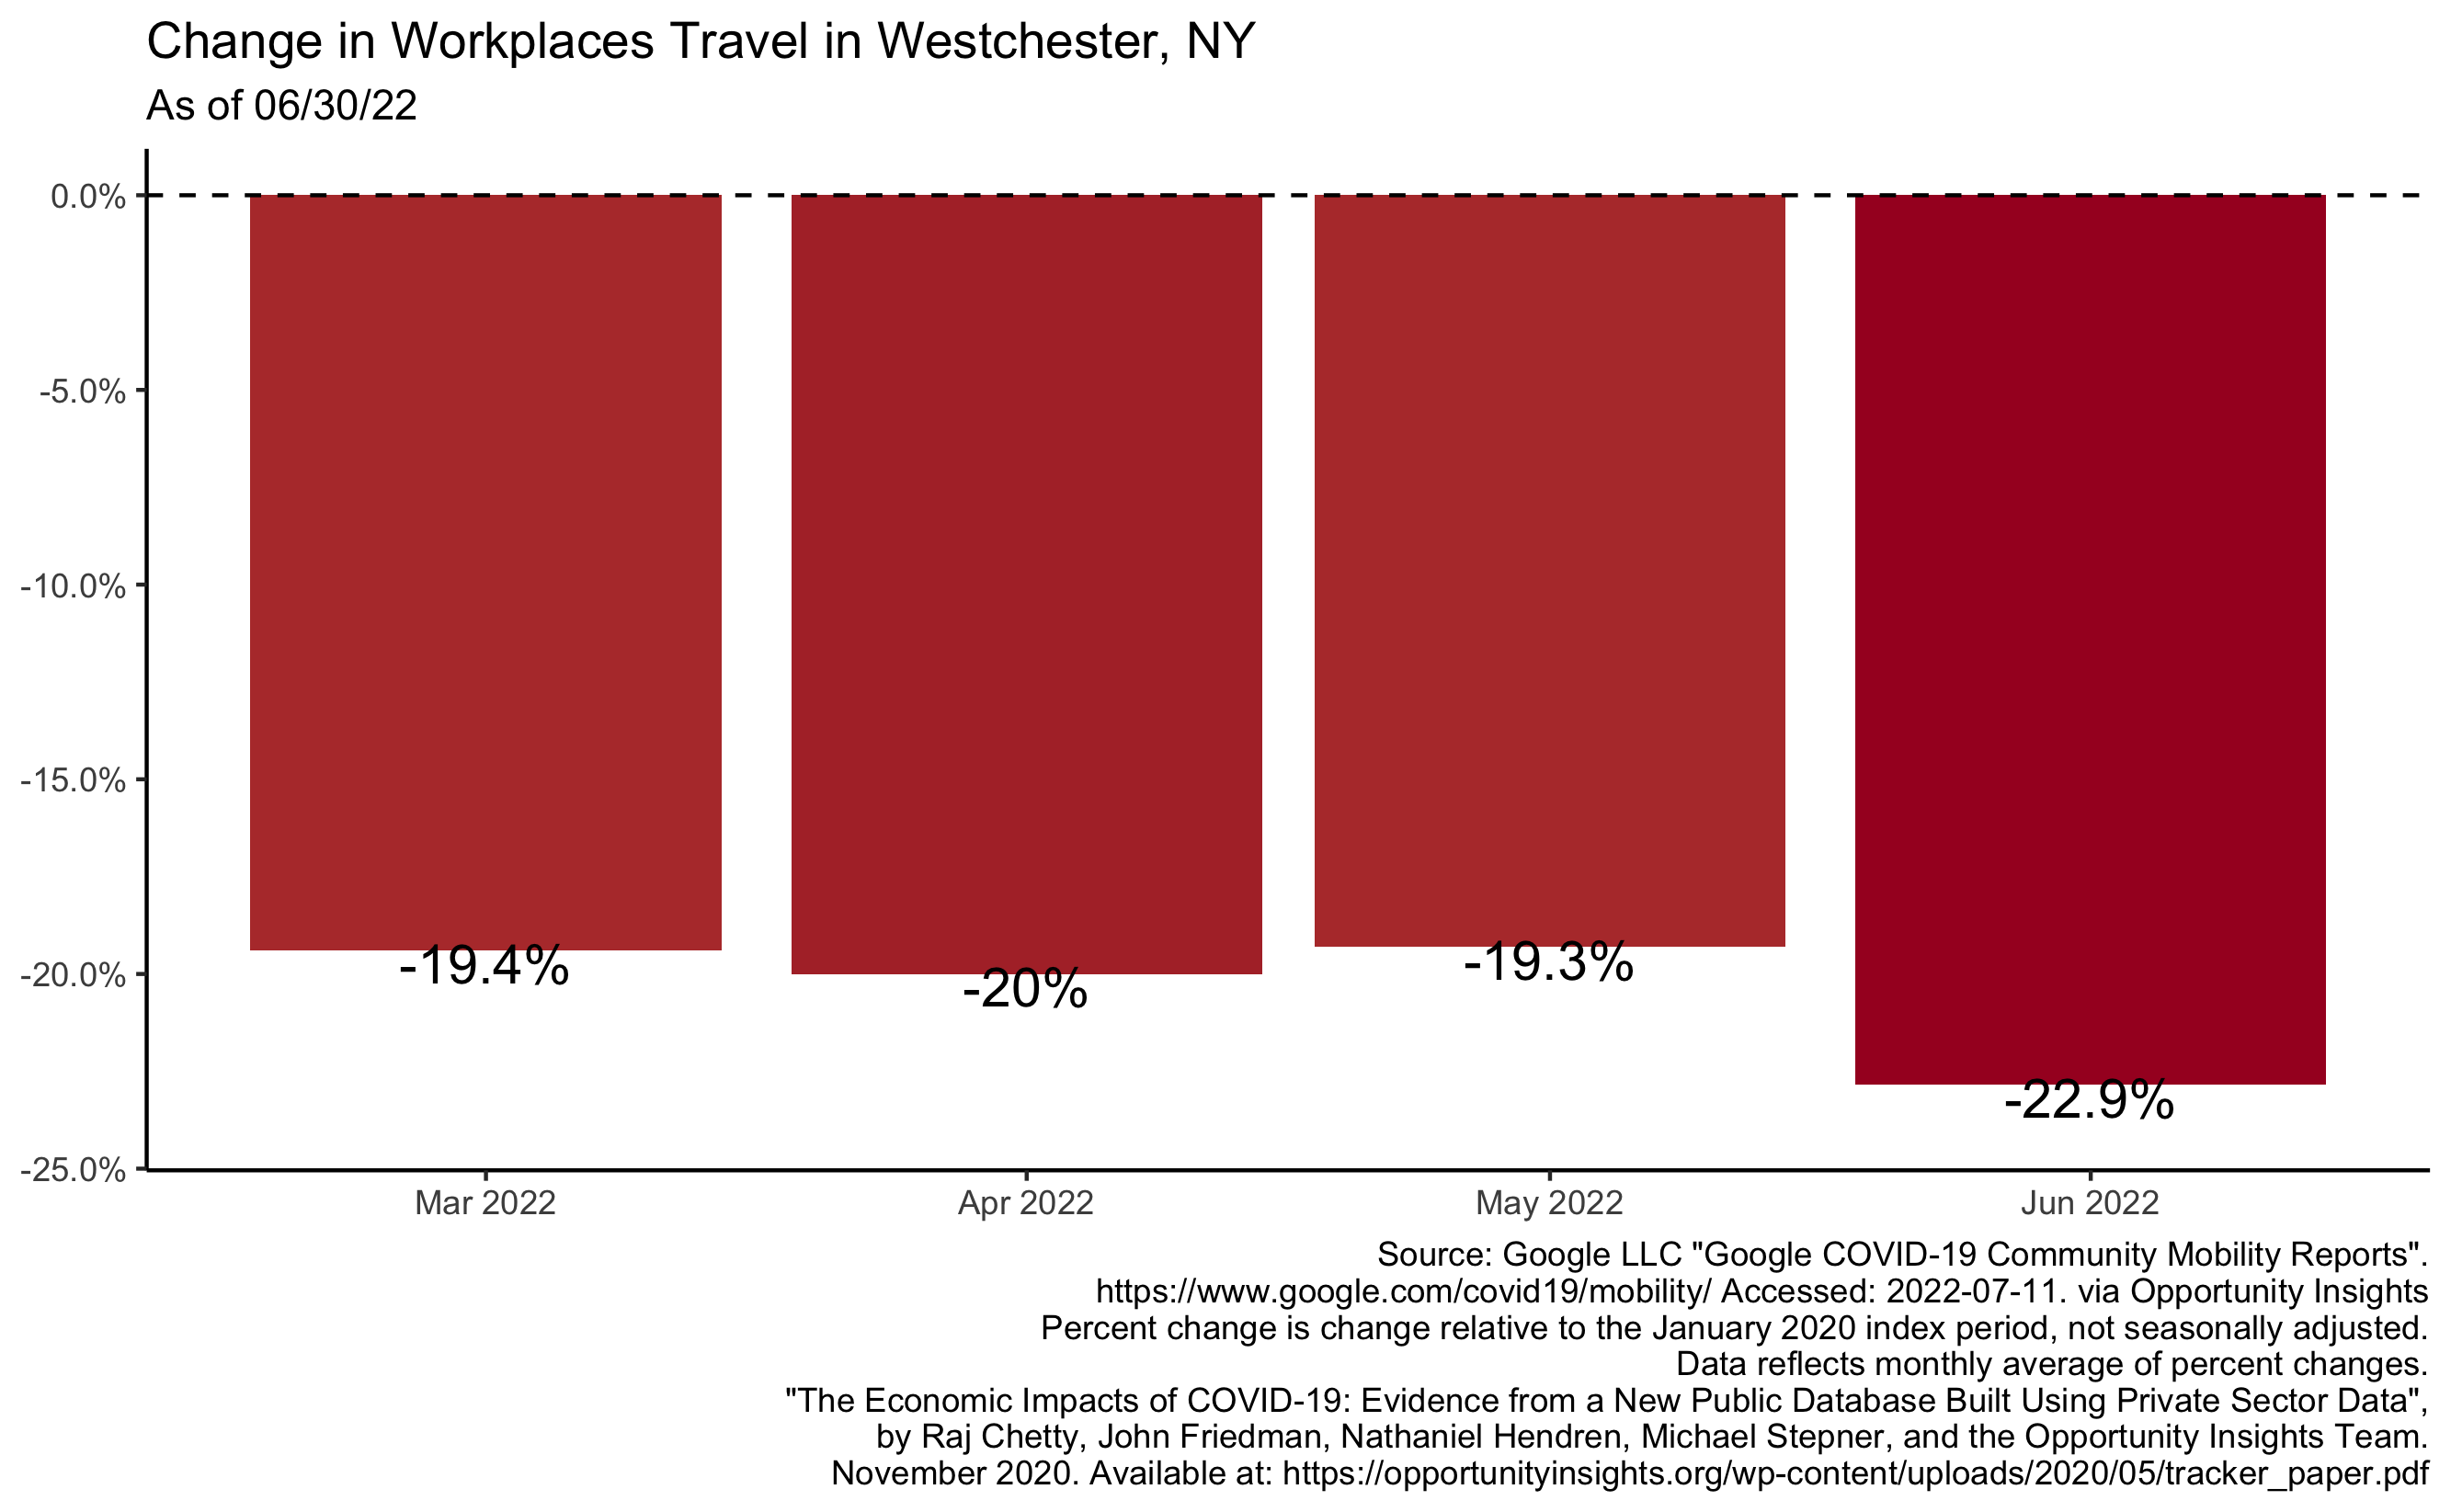 Change in Workplaces Travel in Westchester, NY
As of 06/30/22
0.0%
-5.0%
-10.0%
-15.0%
-20.0%
-25.0%
-19.4%
-20%
-19.3%
-22.9%
Mar 2022
Apr 2022
May 2022
Jun 2022
Source: Google LLC "Google COVID-19 Community Mobility Reports".
https://www.google.com/covid19/mobility/ Accessed: 2022-07-11. via Opportunity Insights
Percent change is change relative to the January 2020 index period, not seasonally adjusted.
Data reflects monthly average of percent changes.
"The Economic Impacts of COVID-19: Evidence from a New Public Database Built Using Private Sector Data",
by Raj Chetty, John Friedman, Nathaniel Hendren, Michael Stepner, and the Opportunity Insights Team.
November 2020. Available at: https://opportunityinsights.org/wp-content/uploads/2020/05/tracker_paper.pdf